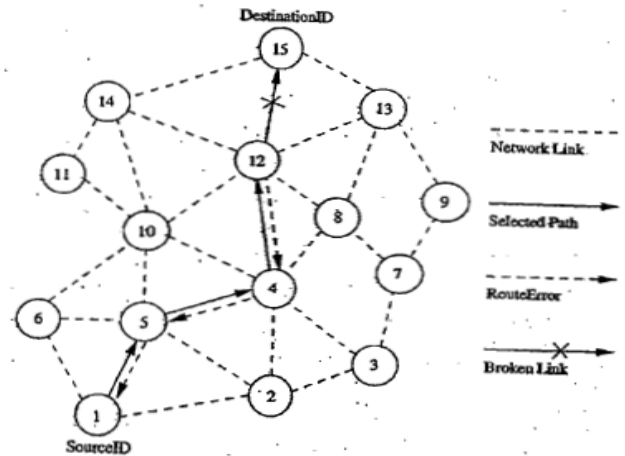 DestinationID
15
14
13
Network Link
12
11
9
Selected Path
8
10
7
4
RouteError
6
5
3
Broken Link
2
1
SourceID